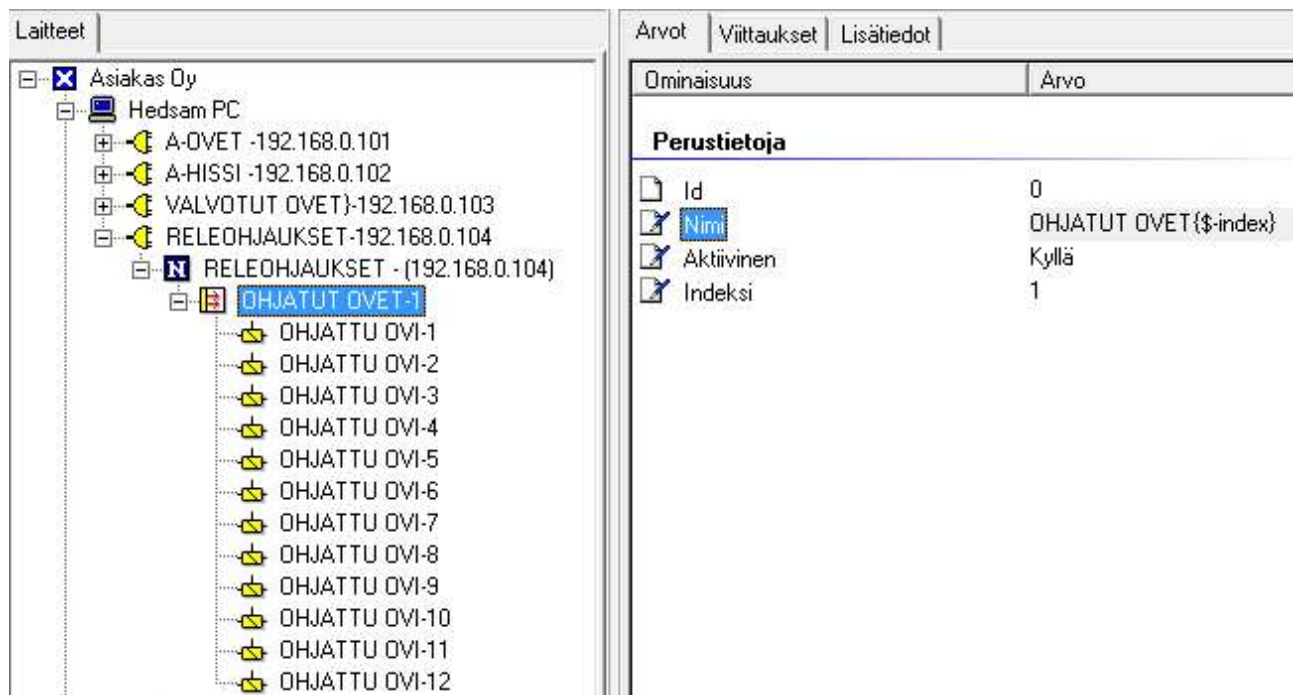 Laitteet
Asiakas Oy
Hedsam PC
A-OVET -192.168.0.101
A-HISSI -192.168.0.102
VALVOTUT OVET}-192.168.0.103
RELEOHJAUKSET-192.168.0.104
N RELEOHJAUKSET - (192.168.0.104)
OHJATUT OVET-1
OHJATTU OVI-1
OHJATTU OVI-2
OHJATTU OVI-3
OHJATTU OVI-4
OHJATTU OVI-5
OHJATTU OVI-6
OHJATTU OVI-7
OHJATTU OVI-8
OHJATTU OVI-9
OHJATTU OVI-10
OHJATTU OVI-11
OHJATTU OVI-12
Arvot Viittaukset Lisätiedot
Ominaisuus Arvo
Perustietoja
Id 0
Nimi OHJATUT OVET{$-index}
Aktiivinen Kyllä
Indeksi 1